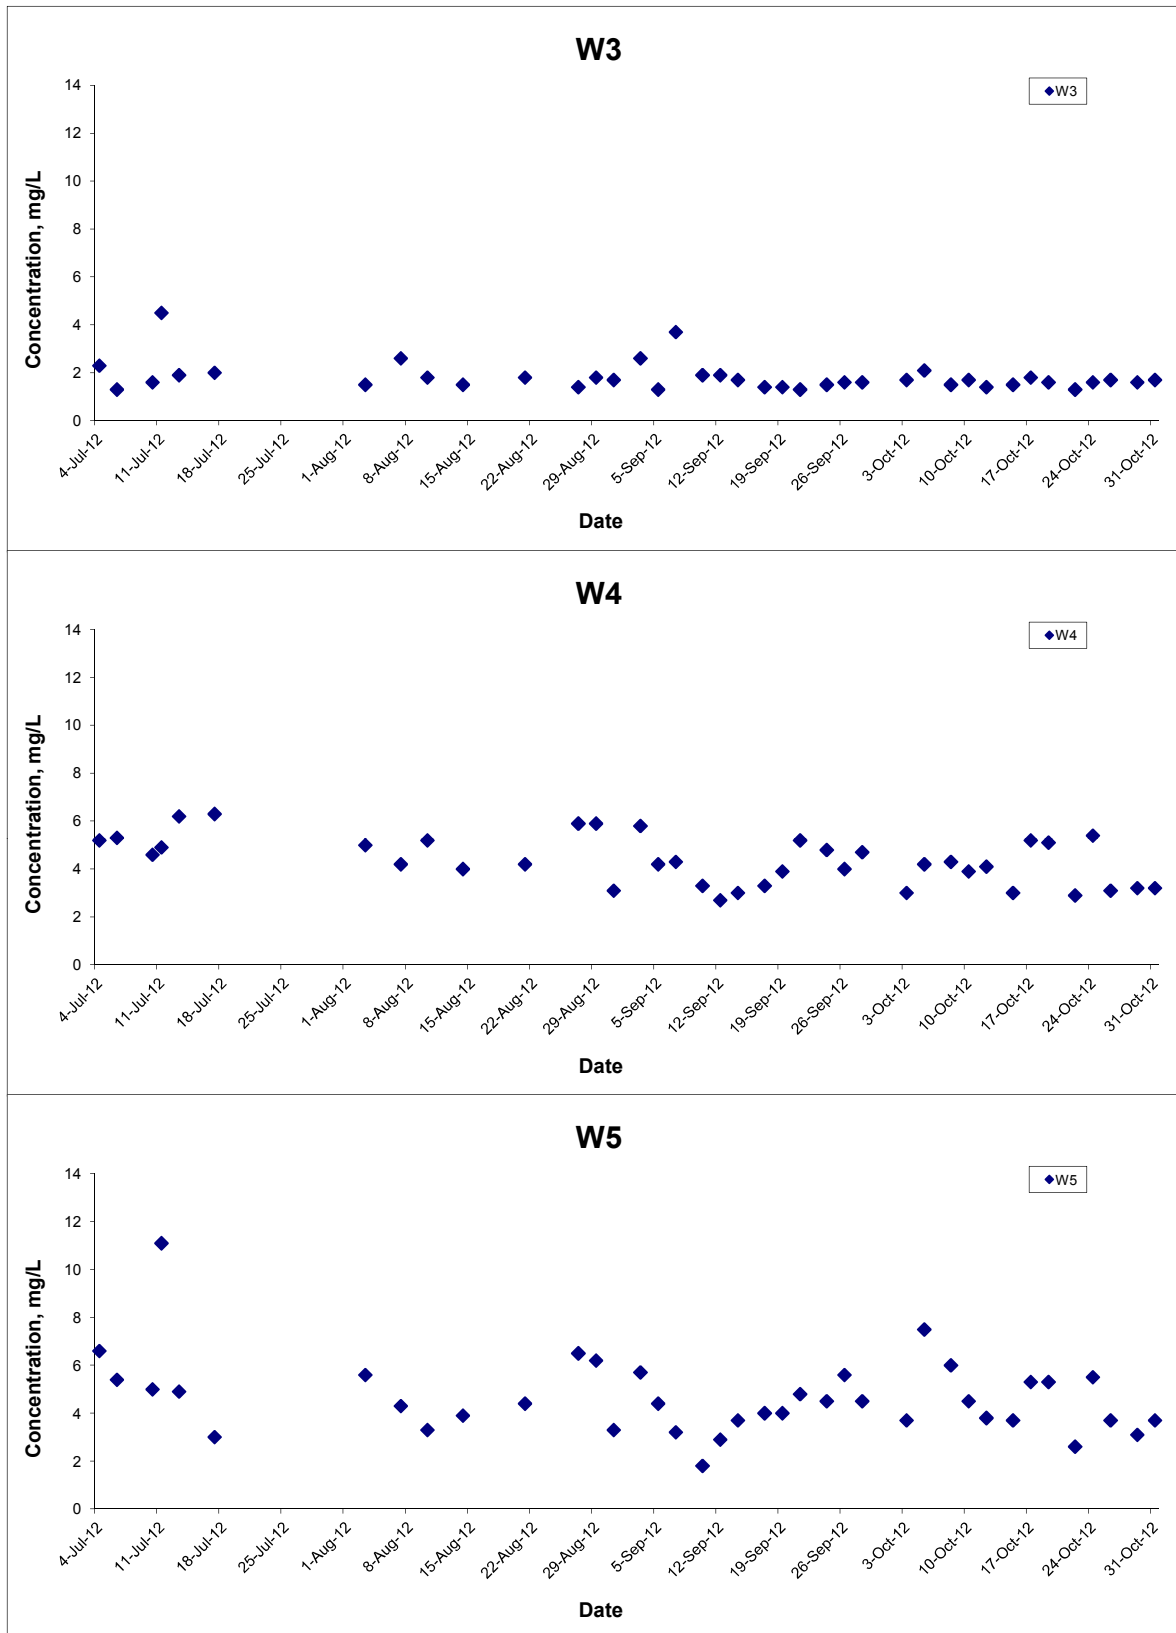 W3
W3
14
12
10
8
6
4
2
0
Concentration, mg/L
4-Jul-12 11-Jul-12 18-Jul-12 25-Jul-12 1-Aug-12 8-Aug-12 15-Aug-12 22-Aug-12 29-Aug-12 5-Sep-12 12-Sep-12 19-Sep-12 26-Sep-12 3-Oct-12 10-Oct-12 17-Oct-12 24-Oct-12 31-Oct-12
Date
W4
W4
14
12
10
8
6
4
2
0
Concentration, mg/L
4-Jul-12 11-Jul-12 18-Jul-12 25-Jul-12 1-Aug-12 8-Aug-12 15-Aug-12 22-Aug-12 29-Aug-12 5-Sep-12 12-Sep-12 19-Sep-12 26-Sep-12 3-Oct-12 10-Oct-12 17-Oct-12 24-Oct-12 31-Oct-12
Date
W5
W5
14
12
10
8
6
4
2
0
Concentration, mg/L
4-Jul-12 11-Jul-12 18-Jul-12 25-Jul-12 1-Aug-12 8-Aug-12 15-Aug-12 22-Aug-12 29-Aug-12 5-Sep-12 12-Sep-12 19-Sep-12 26-Sep-12 3-Oct-12 10-Oct-12 17-Oct-12 24-Oct-12 31-Oct-12
Date